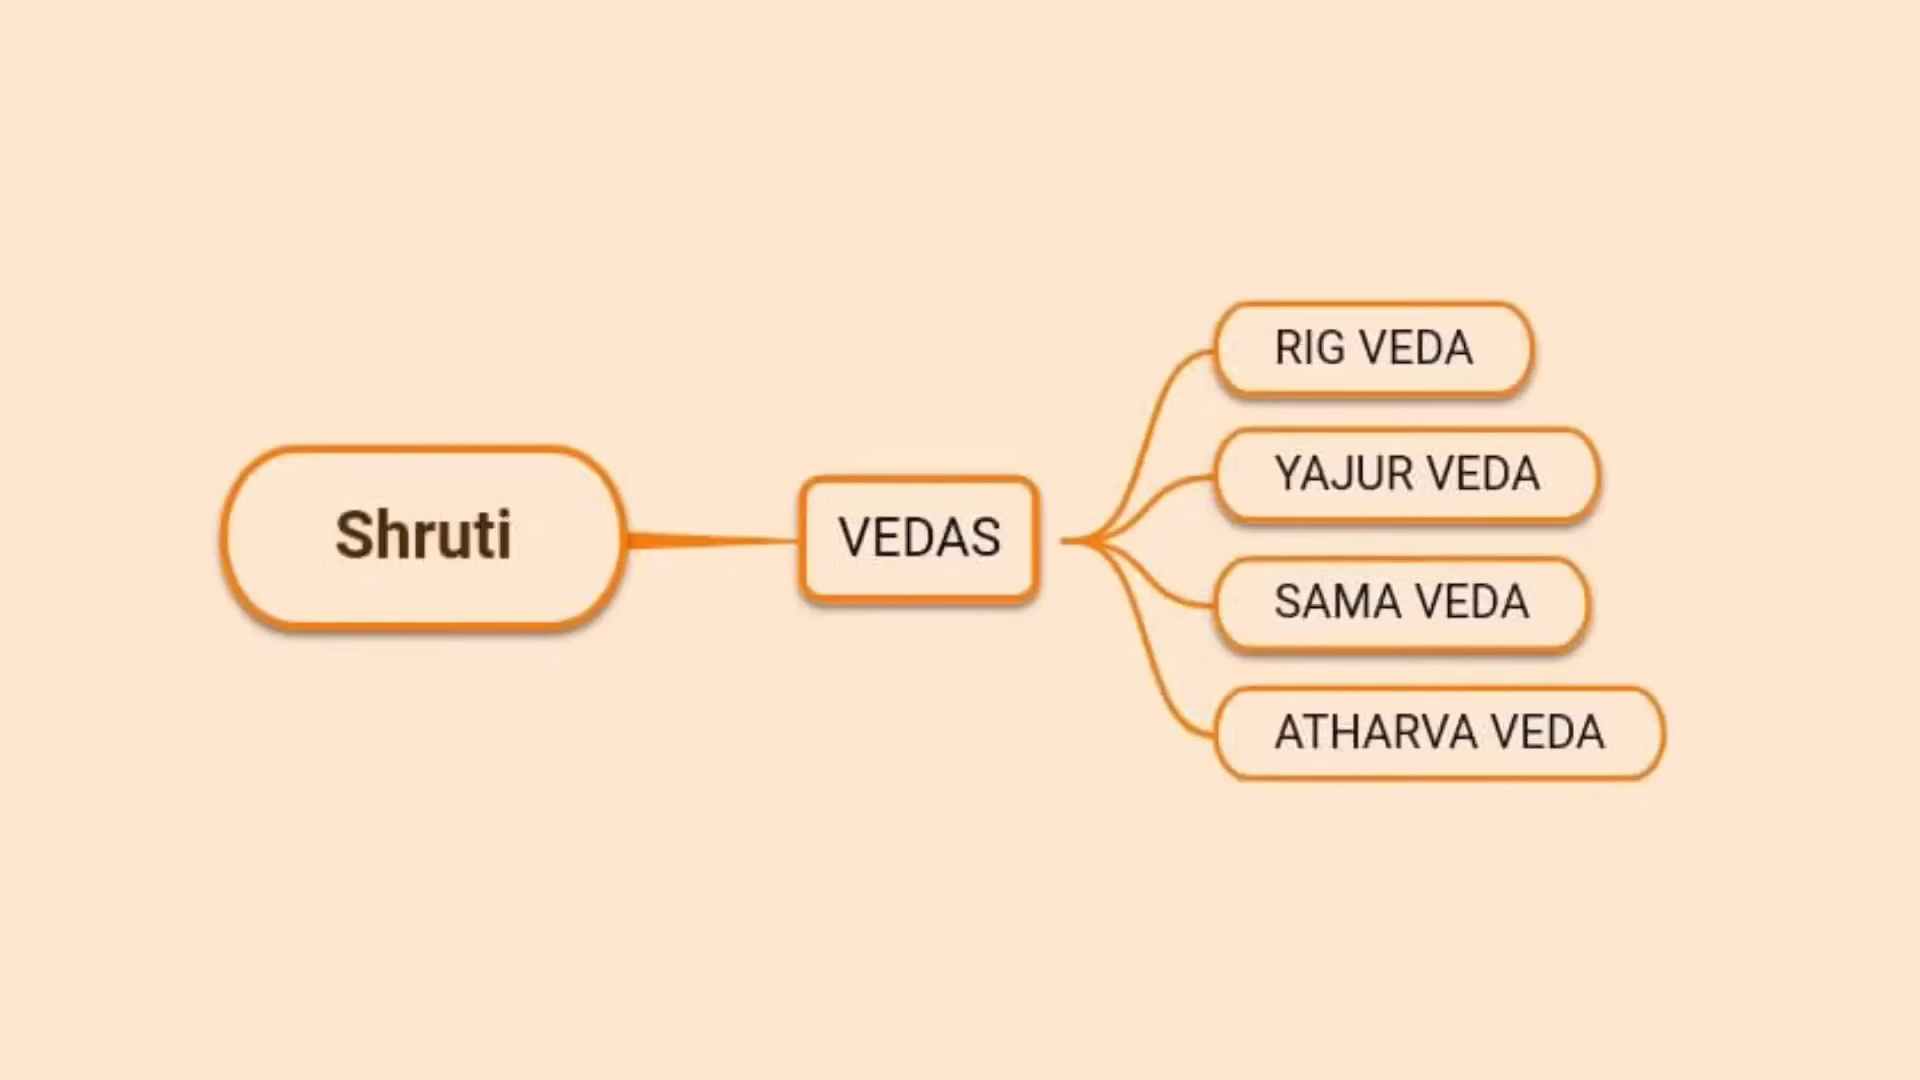 Shruti
VEDAS
RIG VEDA
YAJUR VEDA
SAMA VEDA
ATHARVA VEDA